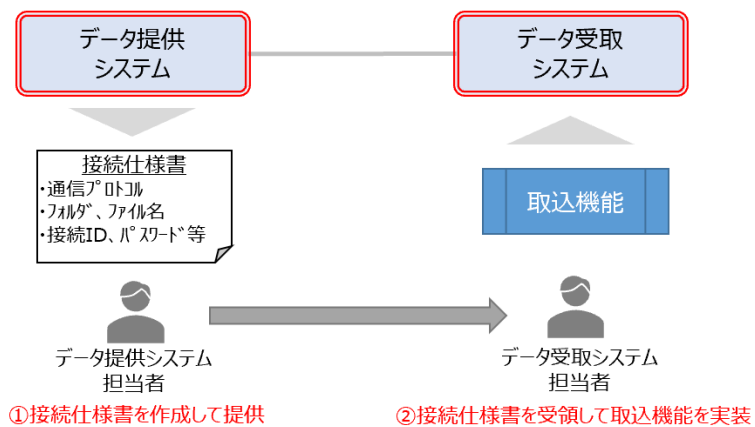 データ提供
システム
データ受取
システム
接続仕様書
・通信ﾌﾟﾛﾄｺﾙ
・ﾌｫﾙﾀﾞ、ﾌｧｲﾙ名
・接続ID、ﾊﾟｽﾜｰﾄﾞ等
取込機能
データ提供システム
担当者
データ受取システム
担当者
①接続仕様書を作成して提供
②接続仕様書を受領して取込機能を実装